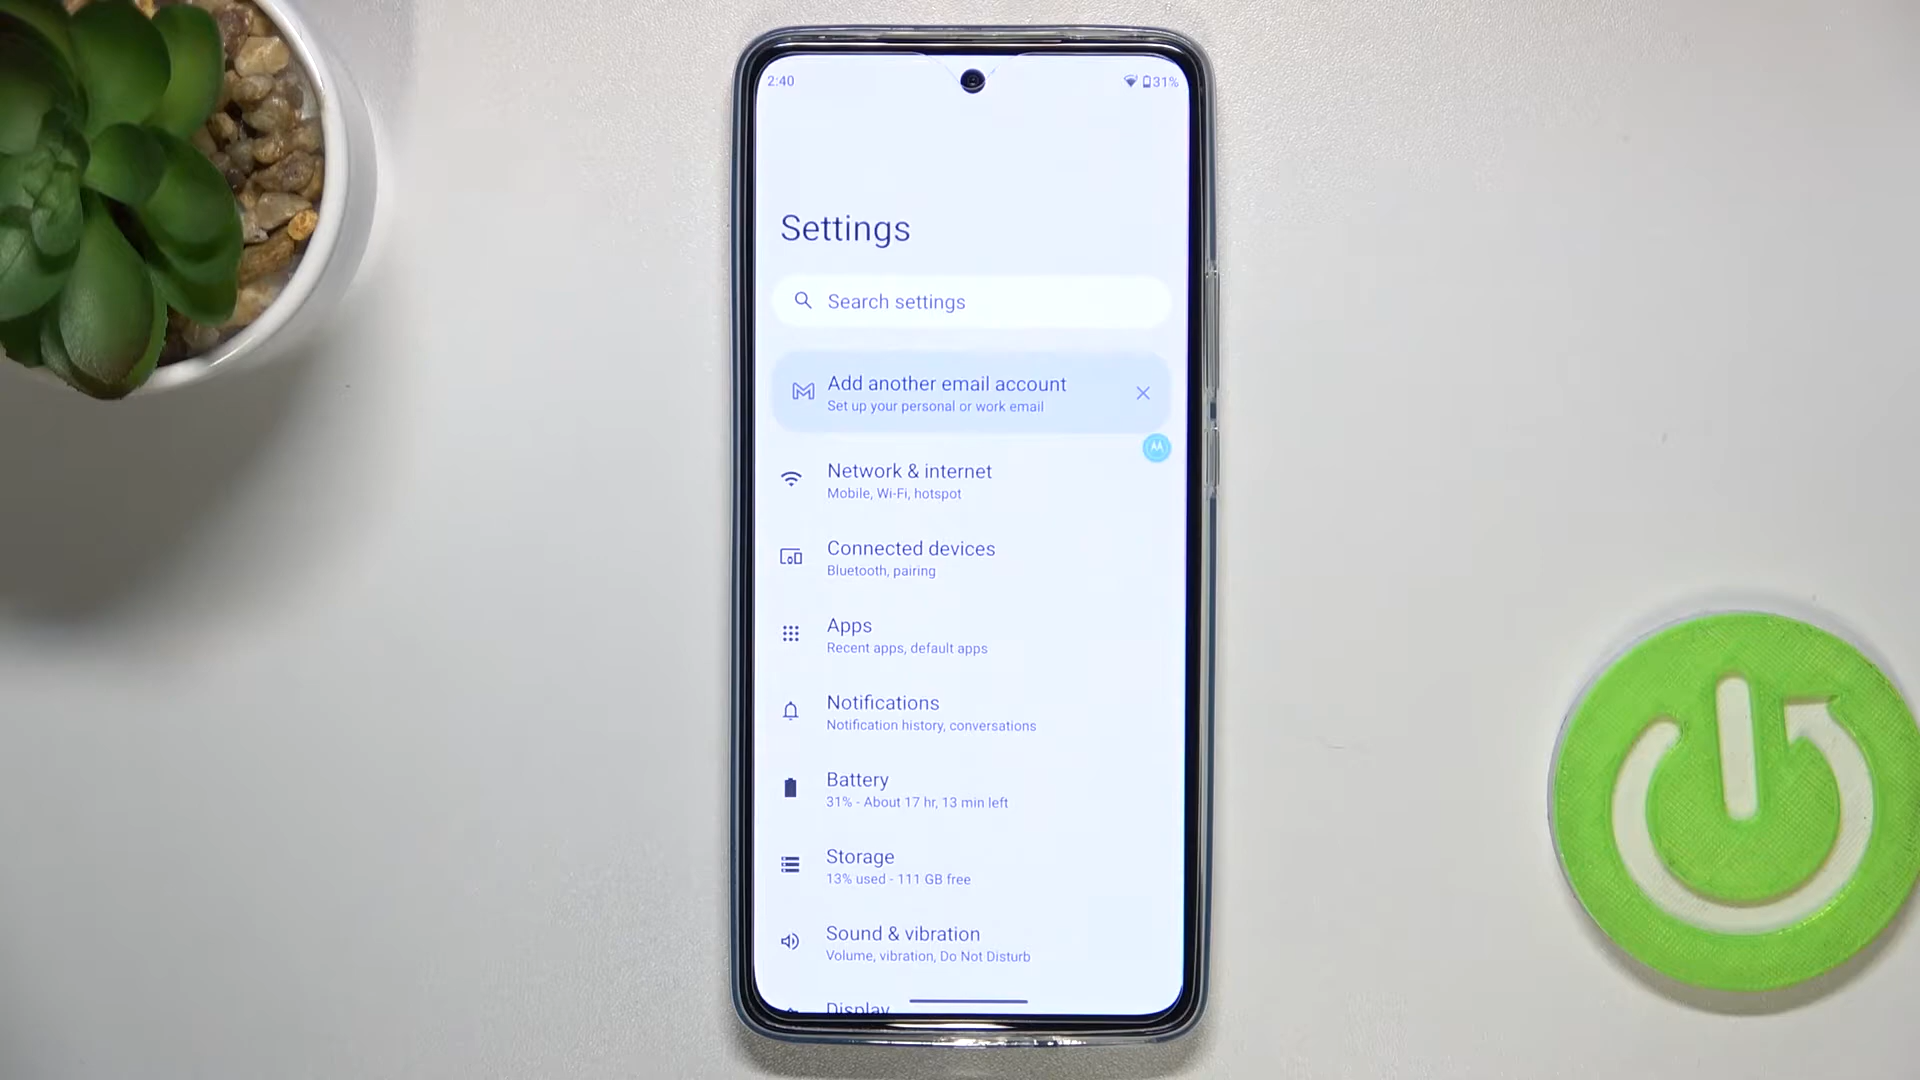 2:40
31%
Settings
Search settings
Add another email account
Set up your personal or work email
Network & internet
Mobile, Wi-Fi, hotspot
Connected devices
Bluetooth, pairing
Apps
Recent apps, default apps
Notifications
Notification history, conversations
Battery
31% - About 17 hr, 13 min left
Storage
13% used - 111 GB free
Sound & vibration
Volume, vibration, Do Not Disturb
Display